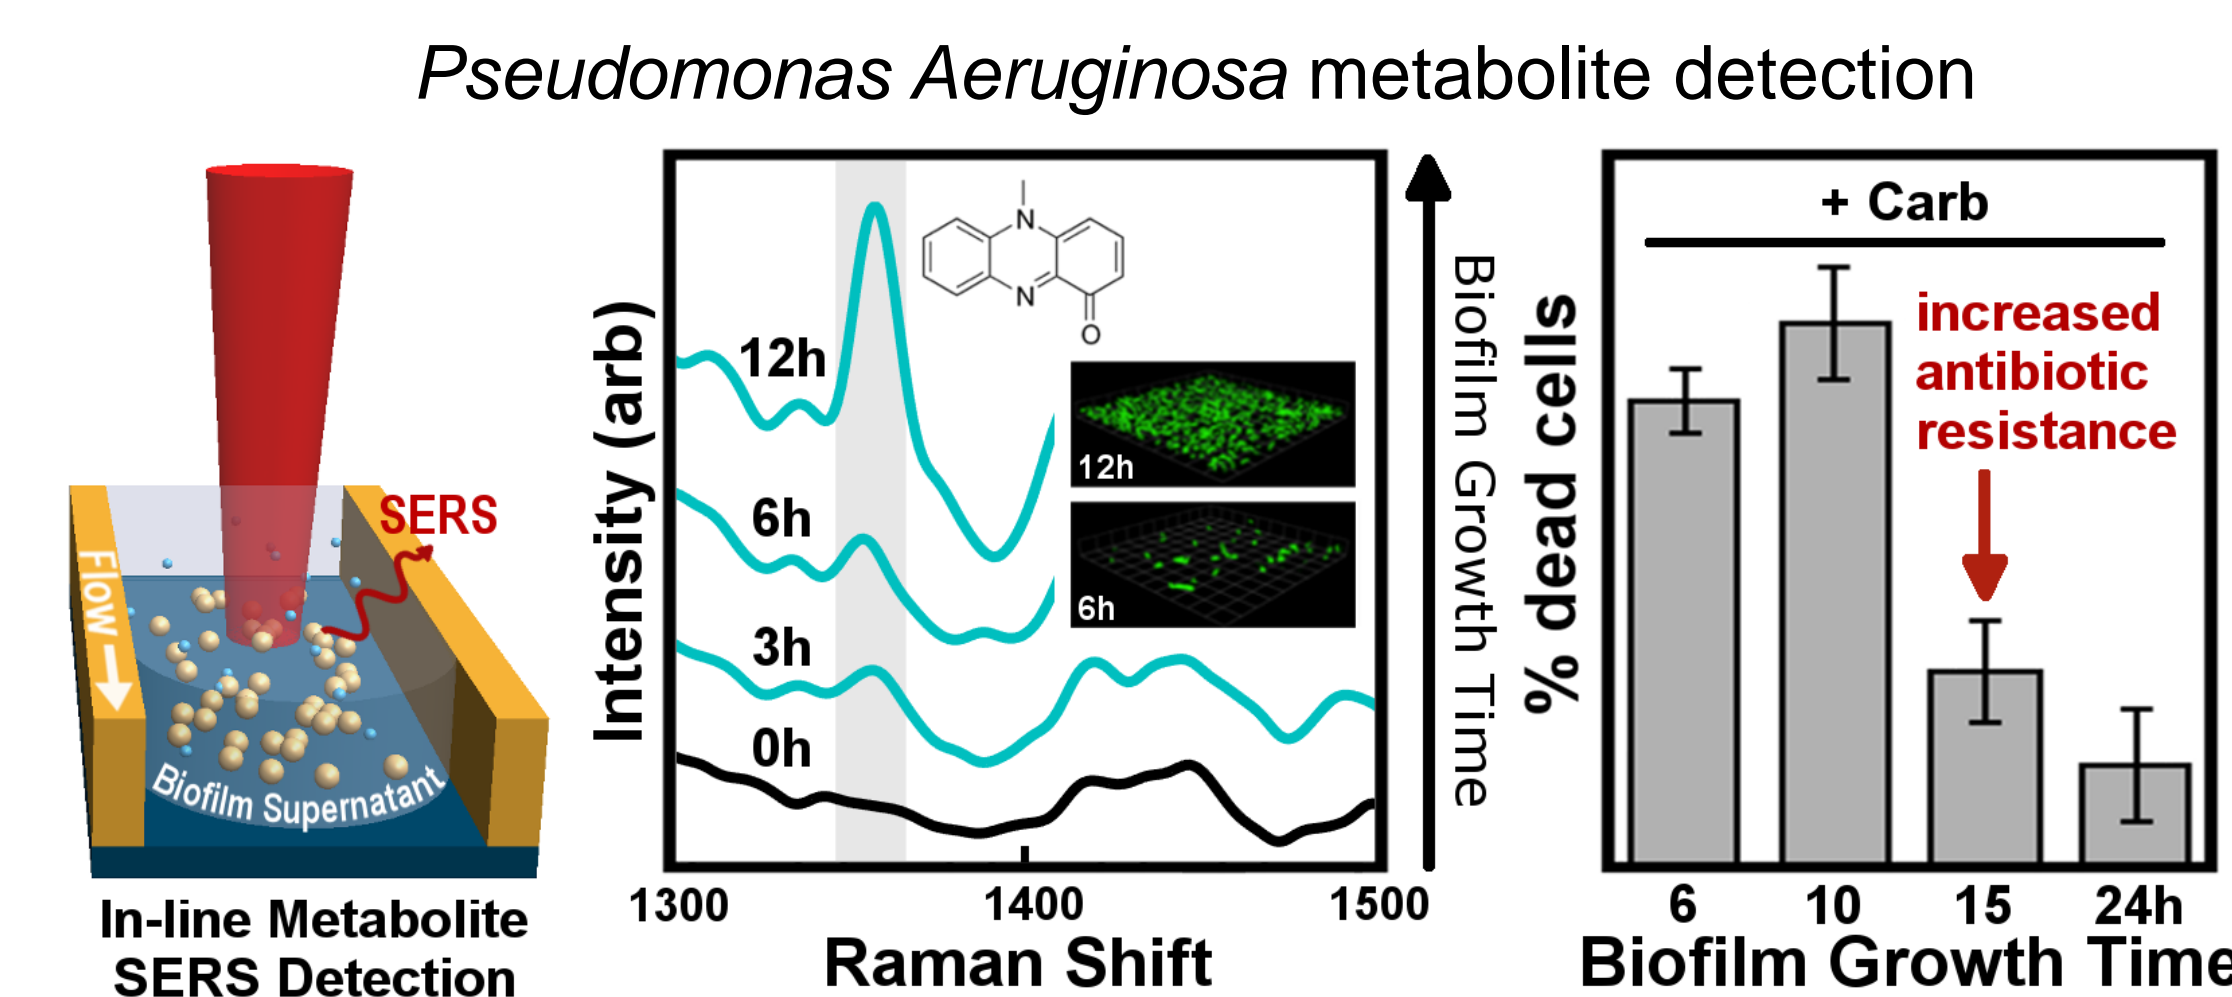 Pseudomonas Aeruginosa metabolite detection
SERS
Flow
Biofilm Supernatant
In-line Metabolite
SERS Detection
Intensity (arb)
12h
6h
3h
0h
N
N
O
12h
6h
1300 1400 1500
Raman Shift
Biofilm Growth Time
% dead cells
+ Carb
increased
antibiotic
resistance
6 10 15 24h
Biofilm Growth Time